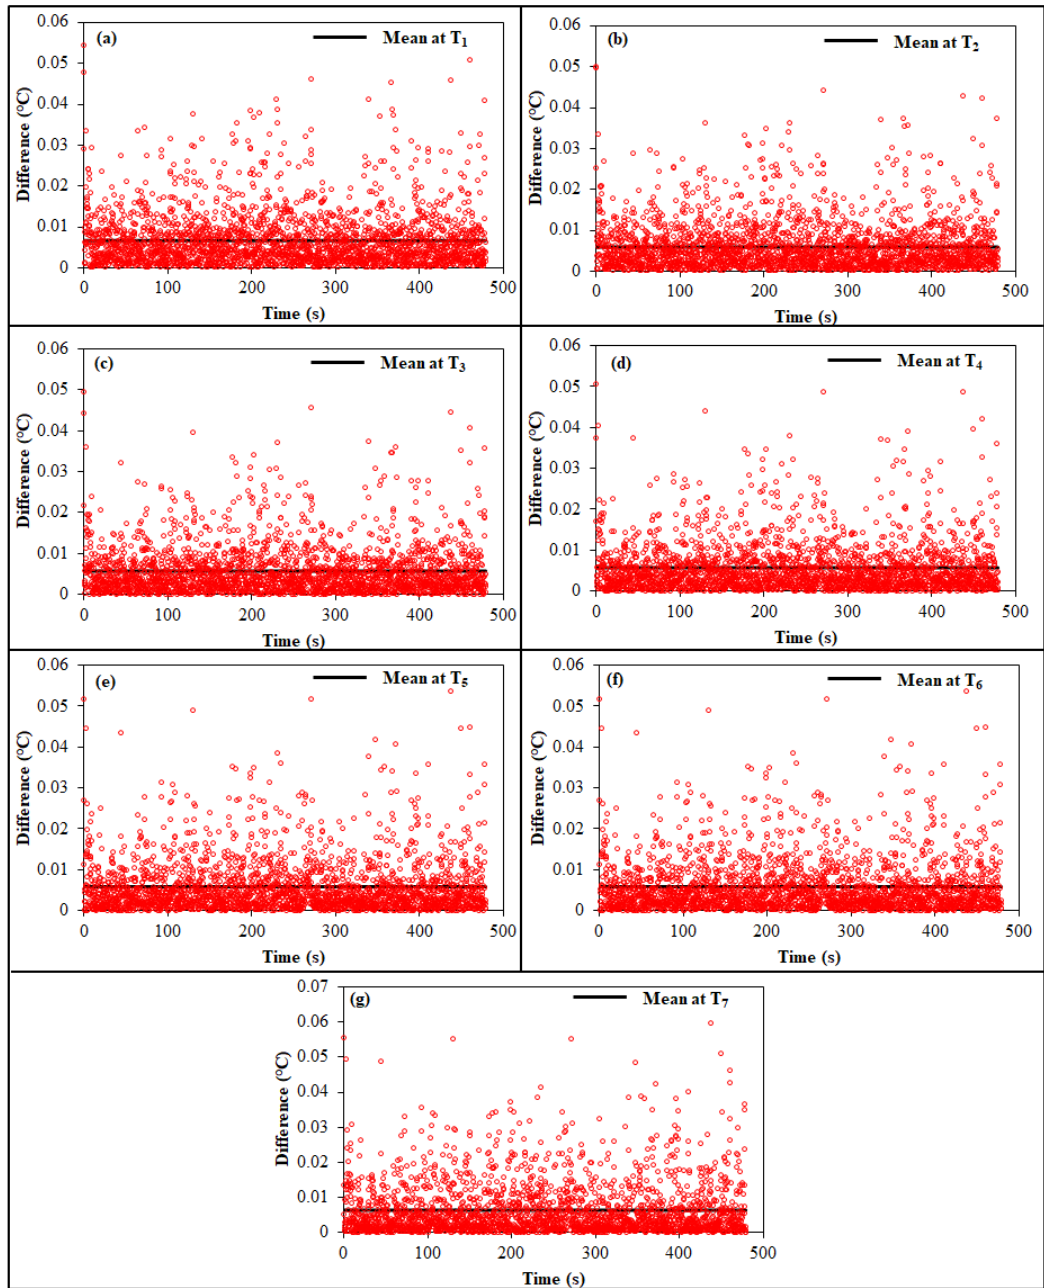 (a)
Mean at T1
Difference (°C)
0.06
0.05
0.04
0.03
0.02
0.01
0
0 100 200 300 400 500
Time (s)
(b)
Mean at T2
Difference (°C)
0.06
0.05
0.04
0.03
0.02
0.01
0
0 100 200 300 400 500
Time (s)
(c)
Mean at T3
Difference (°C)
0.06
0.05
0.04
0.03
0.02
0.01
0
0 100 200 300 400 500
Time (s)
(d)
Mean at T4
Difference (°C)
0.06
0.05
0.04
0.03
0.02
0.01
0
0 100 200 300 400 500
Time (s)
(e)
Mean at T5
Difference (°C)
0.06
0.05
0.04
0.03
0.02
0.01
0
0 100 200 300 400 500
Time (s)
(f)
Mean at T6
Difference (°C)
0.06
0.05
0.04
0.03
0.02
0.01
0
0 100 200 300 400 500
Time (s)
(g)
Mean at T7
Difference (°C)
0.07
0.06
0.05
0.04
0.03
0.02
0.01
0
0 100 200 300 400 500
Time (s)